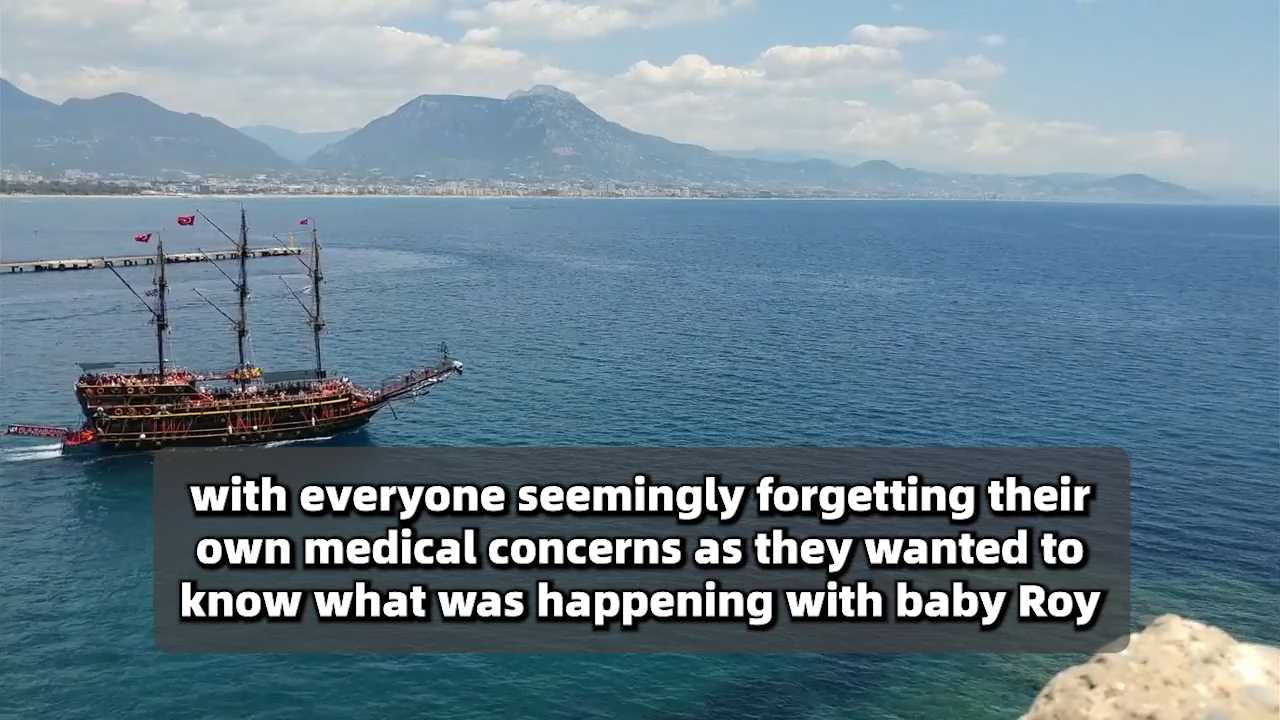 with everyone seemingly forgetting their
own medical concerns as they wanted to
know what was happening with baby Roy